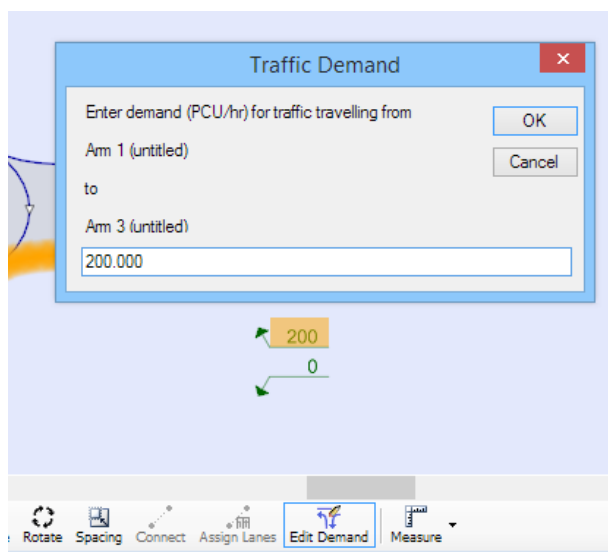 Traffic Demand
Enter demand (PCU/hr) for traffic travelling from
OK
Arm 1 (untitled)
Cancel
to
Arm 3 (untitled)
200.000
200
0
Rotate Spacing Connect Assign Lanes Edit Demand Measure